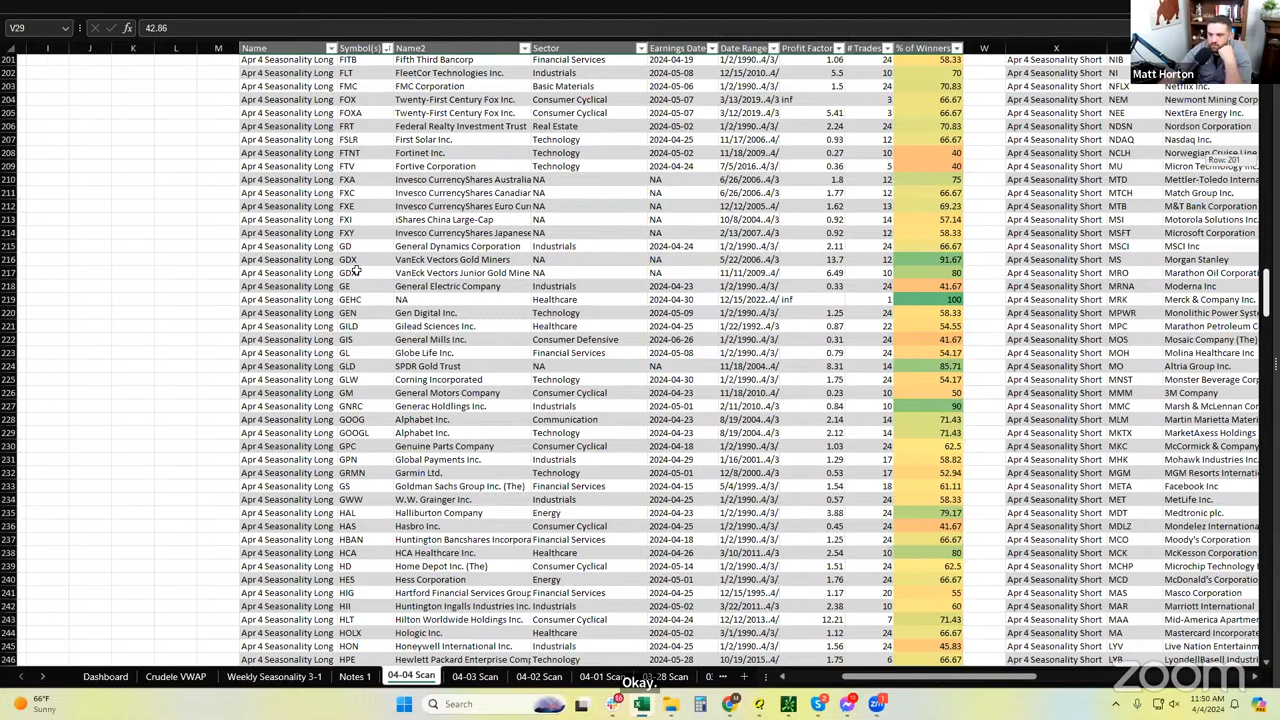 V29 fx 42.86
I J K L M Name Symbol(s) Name2 Sector Earnings Date Date Range Profit Factor # Trades % of Winners W X
201 Apr 4 Seasonality Long FITB Fifth Third Bancorp Financial Services 2024-04-19 1/2/1990..4/3/ 1.06 24 58.33 Apr 4 Seasonality Short NIB
202 Apr 4 Seasonality Long FLT FleetCor Technologies Inc. Industrials 2024-05-08 12/15/2010..4/ 5.5 10 70 Apr 4 Seasonality Short NI NiSource Inc.
203 Apr 4 Seasonality Long FMC FMC Corporation Basic Materials 2024-05-06 1/2/1990..4/3/ 1.5 24 70.83 Apr 4 Seasonality Short NFLX Netflix Inc.
204 Apr 4 Seasonality Long FOX Twenty-First Century Fox Inc. Consumer Cyclical 2024-05-07 3/13/2019..4/3 inf 3 66.67 Apr 4 Seasonality Short NEM Newmont Mining Corp
205 Apr 4 Seasonality Long FOXA Twenty-First Century Fox Inc. Consumer Cyclical 2024-05-07 3/12/2019..4/3 5.41 3 66.67 Apr 4 Seasonality Short NEE NextEra Energy Inc.
206 Apr 4 Seasonality Long FRT Federal Realty Investment Trust Real Estate 2024-05-02 1/2/1990..4/3/ 2.24 24 70.83 Apr 4 Seasonality Short NDSN Nordson Corporation
207 Apr 4 Seasonality Long FSLR First Solar Inc. Technology 2024-04-25 11/17/2006..4/ 0.93 12 66.67 Apr 4 Seasonality Short NDAQ Nasdaq Inc.
208 Apr 4 Seasonality Long FTNT Fortinet Inc. Technology 2024-05-02 11/18/2009..4/ 0.27 10 40 Apr 4 Seasonality Short NCLH Norwegian Cruise Line
209 Apr 4 Seasonality Long FTV Fortive Corporation Technology 2024-04-24 7/5/2016..4/3/ 0.36 5 40 Apr 4 Seasonality Short MU Micron Technology
Row: 201
210 Apr 4 Seasonality Long FXA Invesco CurrencyShares Australia NA NA 6/26/2006..4/3 1.8 12 75 Apr 4 Seasonality Short MTD Mettler-Toledo Interna
211 Apr 4 Seasonality Long FXC Invesco CurrencyShares Canadian NA NA 6/26/2006..4/3 1.77 12 66.67 Apr 4 Seasonality Short MTCH Match Group Inc.
212 Apr 4 Seasonality Long FXE Invesco CurrencyShares Euro Curr NA NA 12/12/2005..4/ 1.62 13 69.23 Apr 4 Seasonality Short MTB M&T Bank Corporation
213 Apr 4 Seasonality Long FXI iShares China Large-Cap NA NA 10/8/2004..4/3 0.92 14 57.14 Apr 4 Seasonality Short MSI Motorola Solutions Inc.
214 Apr 4 Seasonality Long FXY Invesco CurrencyShares Japanese NA NA 2/13/2007..4/3 0.92 12 58.33 Apr 4 Seasonality Short MSFT Microsoft Corporation
215 Apr 4 Seasonality Long GD General Dynamics Corporation Industrials 2024-04-24 1/2/1990..4/3/ 2.11 24 66.67 Apr 4 Seasonality Short MSCI MSCI Inc
216 Apr 4 Seasonality Long GDX VanEck Vectors Gold Miners NA NA 5/22/2006..4/3 13.7 12 91.67 Apr 4 Seasonality Short MS Morgan Stanley
217 Apr 4 Seasonality Long GDXJ VanEck Vectors Junior Gold Mine NA NA 11/11/2009..4/ 6.49 10 80 Apr 4 Seasonality Short MRO Marathon Oil Corporation
218 Apr 4 Seasonality Long GE General Electric Company Industrials 2024-04-23 1/2/1990..4/3/ 0.33 24 41.67 Apr 4 Seasonality Short MRNA Moderna Inc
219 Apr 4 Seasonality Long GEHC NA Healthcare 2024-04-30 12/15/2022..4/ inf 1 100 Apr 4 Seasonality Short MRK Merck & Company Inc.
220 Apr 4 Seasonality Long GEN Gen Digital Inc. Technology 2024-05-09 1/2/1990..4/3/ 1.25 24 58.33 Apr 4 Seasonality Short MPWR Monolithic Power Syste
221 Apr 4 Seasonality Long GILD Gilead Sciences Inc. Healthcare 2024-04-25 1/22/1992..4/3 0.87 22 54.55 Apr 4 Seasonality Short MPC Marathon Petroleum
222 Apr 4 Seasonality Long GIS General Mills Inc. Consumer Defensive 2024-06-26 1/2/1990..4/3/ 0.31 24 41.67 Apr 4 Seasonality Short MOS Mosaic Company (The)
223 Apr 4 Seasonality Long GL Globe Life Inc. Financial Services 2024-05-08 1/2/1990..4/3/ 0.79 24 54.17 Apr 4 Seasonality Short MOH Molina Healthcare Inc
224 Apr 4 Seasonality Long GLD SPDR Gold Trust NA NA 11/18/2004..4/ 8.31 14 85.71 Apr 4 Seasonality Short MO Altria Group Inc.
225 Apr 4 Seasonality Long GLW Corning Incorporated Technology 2024-04-30 1/2/1990..4/3/ 1.75 24 54.17 Apr 4 Seasonality Short MNST Monster Beverage Corp
226 Apr 4 Seasonality Long GM General Motors Company Consumer Cyclical 2024-04-23 10 50 Apr 4 Seasonality Short MMM 3M Company
227 Apr 4 Seasonality Long GNRC Generac Holdlings Inc. Industrials 2024-05-01 2/11/2010..4/3 0.84 10 90 Apr 4 Seasonality Short MMC Marsh & McLennan Cor
228 Apr 4 Seasonality Long GOOG Alphabet Inc. Communication 2024-04-23 8/19/2004..4/3 2.14 14 71.43 Apr 4 Seasonality Short MLM Martin Marietta Materi
229 Apr 4 Seasonality Long GOOGL Alphabet Inc. Technology 2024-04-23 8/19/2004..4/3 2.12 14 71.43 Apr 4 Seasonality Short MKTX MarketAxess Holdings
230 Apr 4 Seasonality Long GPC Genuine Parts Company Consumer Cyclical 2024-04-18 1/2/1990..4/3/ 1.03 24 62.5 Apr 4 Seasonality Short MKC McCormick & Company
231 Apr 4 Seasonality Long GPN Global Payments Inc. Industrials 2024-04-29 1/16/2001..4/3 1.29 17 58.82 Apr 4 Seasonality Short MHK Mohawk Industries Inc.
232 Apr 4 Seasonality Long GRMN Garmin Ltd. Technology 2024-05-01 12/8/2000..4/3 0.53 17 52.94 Apr 4 Seasonality Short MGM MGM Resorts Internatio
233 Apr 4 Seasonality Long GS Goldman Sachs Group Inc. (The) Financial Services 2024-04-15 5/4/1999..4/3/ 1.54 18 61.11 Apr 4 Seasonality Short META Facebook Inc
234 Apr 4 Seasonality Long GWW W.W. Grainger Inc. Industrials 2024-04-25 1/2/1990..4/3/ 0.57 24 58.33 Apr 4 Seasonality Short MET MetLife Inc.
235 Apr 4 Seasonality Long HAL Halliburton Company Energy 2024-04-23 1/2/1990..4/3/ 3.88 24 79.17 Apr 4 Seasonality Short MDT Medtronic plc.
236 Apr 4 Seasonality Long HAS Hasbro Inc. Consumer Cyclical 2024-04-25 1/2/1990..4/3/ 0.45 24 41.67 Apr 4 Seasonality Short MDLZ Mondelez International
237 Apr 4 Seasonality Long HBAN Huntington Bancshares Incorpora Financial Services 2024-04-18 1/2/1990..4/3/ 1.25 24 66.67 Apr 4 Seasonality Short MCO Moody's Corporation
238 Apr 4 Seasonality Long HCA HCA Healthcare Inc. Healthcare 2024-04-26 3/10/2011..4/3 2.54 10 80 Apr 4 Seasonality Short MCK McKesson Corporation
239 Apr 4 Seasonality Long HD Home Depot Inc. (The) Consumer Cyclical 2024-05-14 1/2/1990..4/3/ 1.51 24 62.5 Apr 4 Seasonality Short MCHP Microchip Technology I
240 Apr 4 Seasonality Long HES Hess Corporation Energy 2024-04-24 1/2/1990..4/3/ 1.76 24 66.67 Apr 4 Seasonality Short MCD McDonald's Corporation
241 Apr 4 Seasonality Long HIG Hartford Financial Services Group Financial Services 2024-04-25 12/15/1995..4/ 1.17 20 55 Apr 4 Seasonality Short MAS Masco Corporation
242 Apr 4 Seasonality Long HII Huntington Ingalls Industries Inc. Industrials 2024-05-02 3/22/2011..4/3 2.38 10 60 Apr 4 Seasonality Short MAR Marriott International
243 Apr 4 Seasonality Long HLT Hilton Worldwide Holdings Inc. Consumer Cyclical 2024-04-24 12/12/2013..4/ 12.21 7 71.43 Apr 4 Seasonality Short MAA Mid-America Apartmen
244 Apr 4 Seasonality Long HOLX Hologic Inc. Healthcare 1/2/1990..4/3/ 1.12 24 66.67 Apr 4 Seasonality Short MA Mastercard Incorporate
245 Apr 4 Seasonality Long HON Honeywell International Inc. Industrials 2024-04-25 1/2/1990..4/3/ 1.56 24 45.83 Apr 4 Seasonality Short LYV Live Nation Entertainm
246 Apr 4 Seasonality Long HPE Hewlett Packard Enterprise Comp Technology 2024-05-28 10/19/2015..4/ 1.75 6 66.67 Apr 4 Seasonality Short LYB LyondellBasell Industri
Dashboard Crudele VWAP Weekly Seasonality 3-1 Notes 1 04-04 Scan 04-03 Scan 04-02 Scan 04-01 03-28 Scan
Okay.
Matt Horton
zoom
66°F
Sunny
Search
11:50 AM
4/4/2024